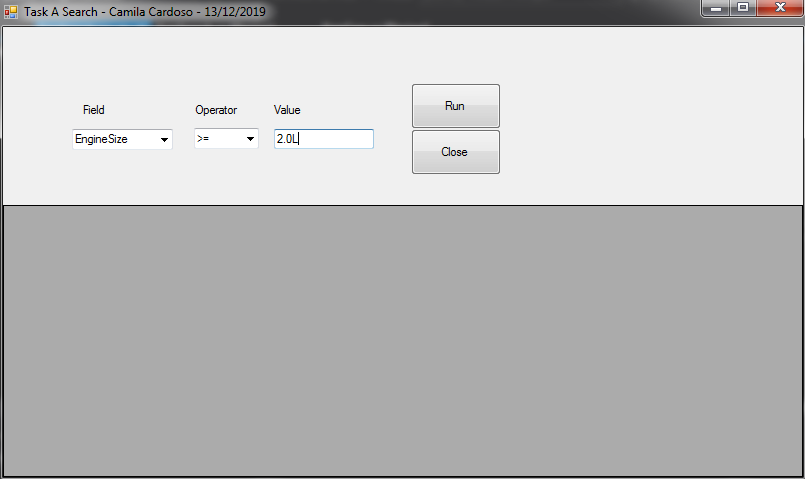 Task A Search - Camila Cardoso - 13/12/2019
Field Operator Value
EngineSize >= 2.0L
Run
Close